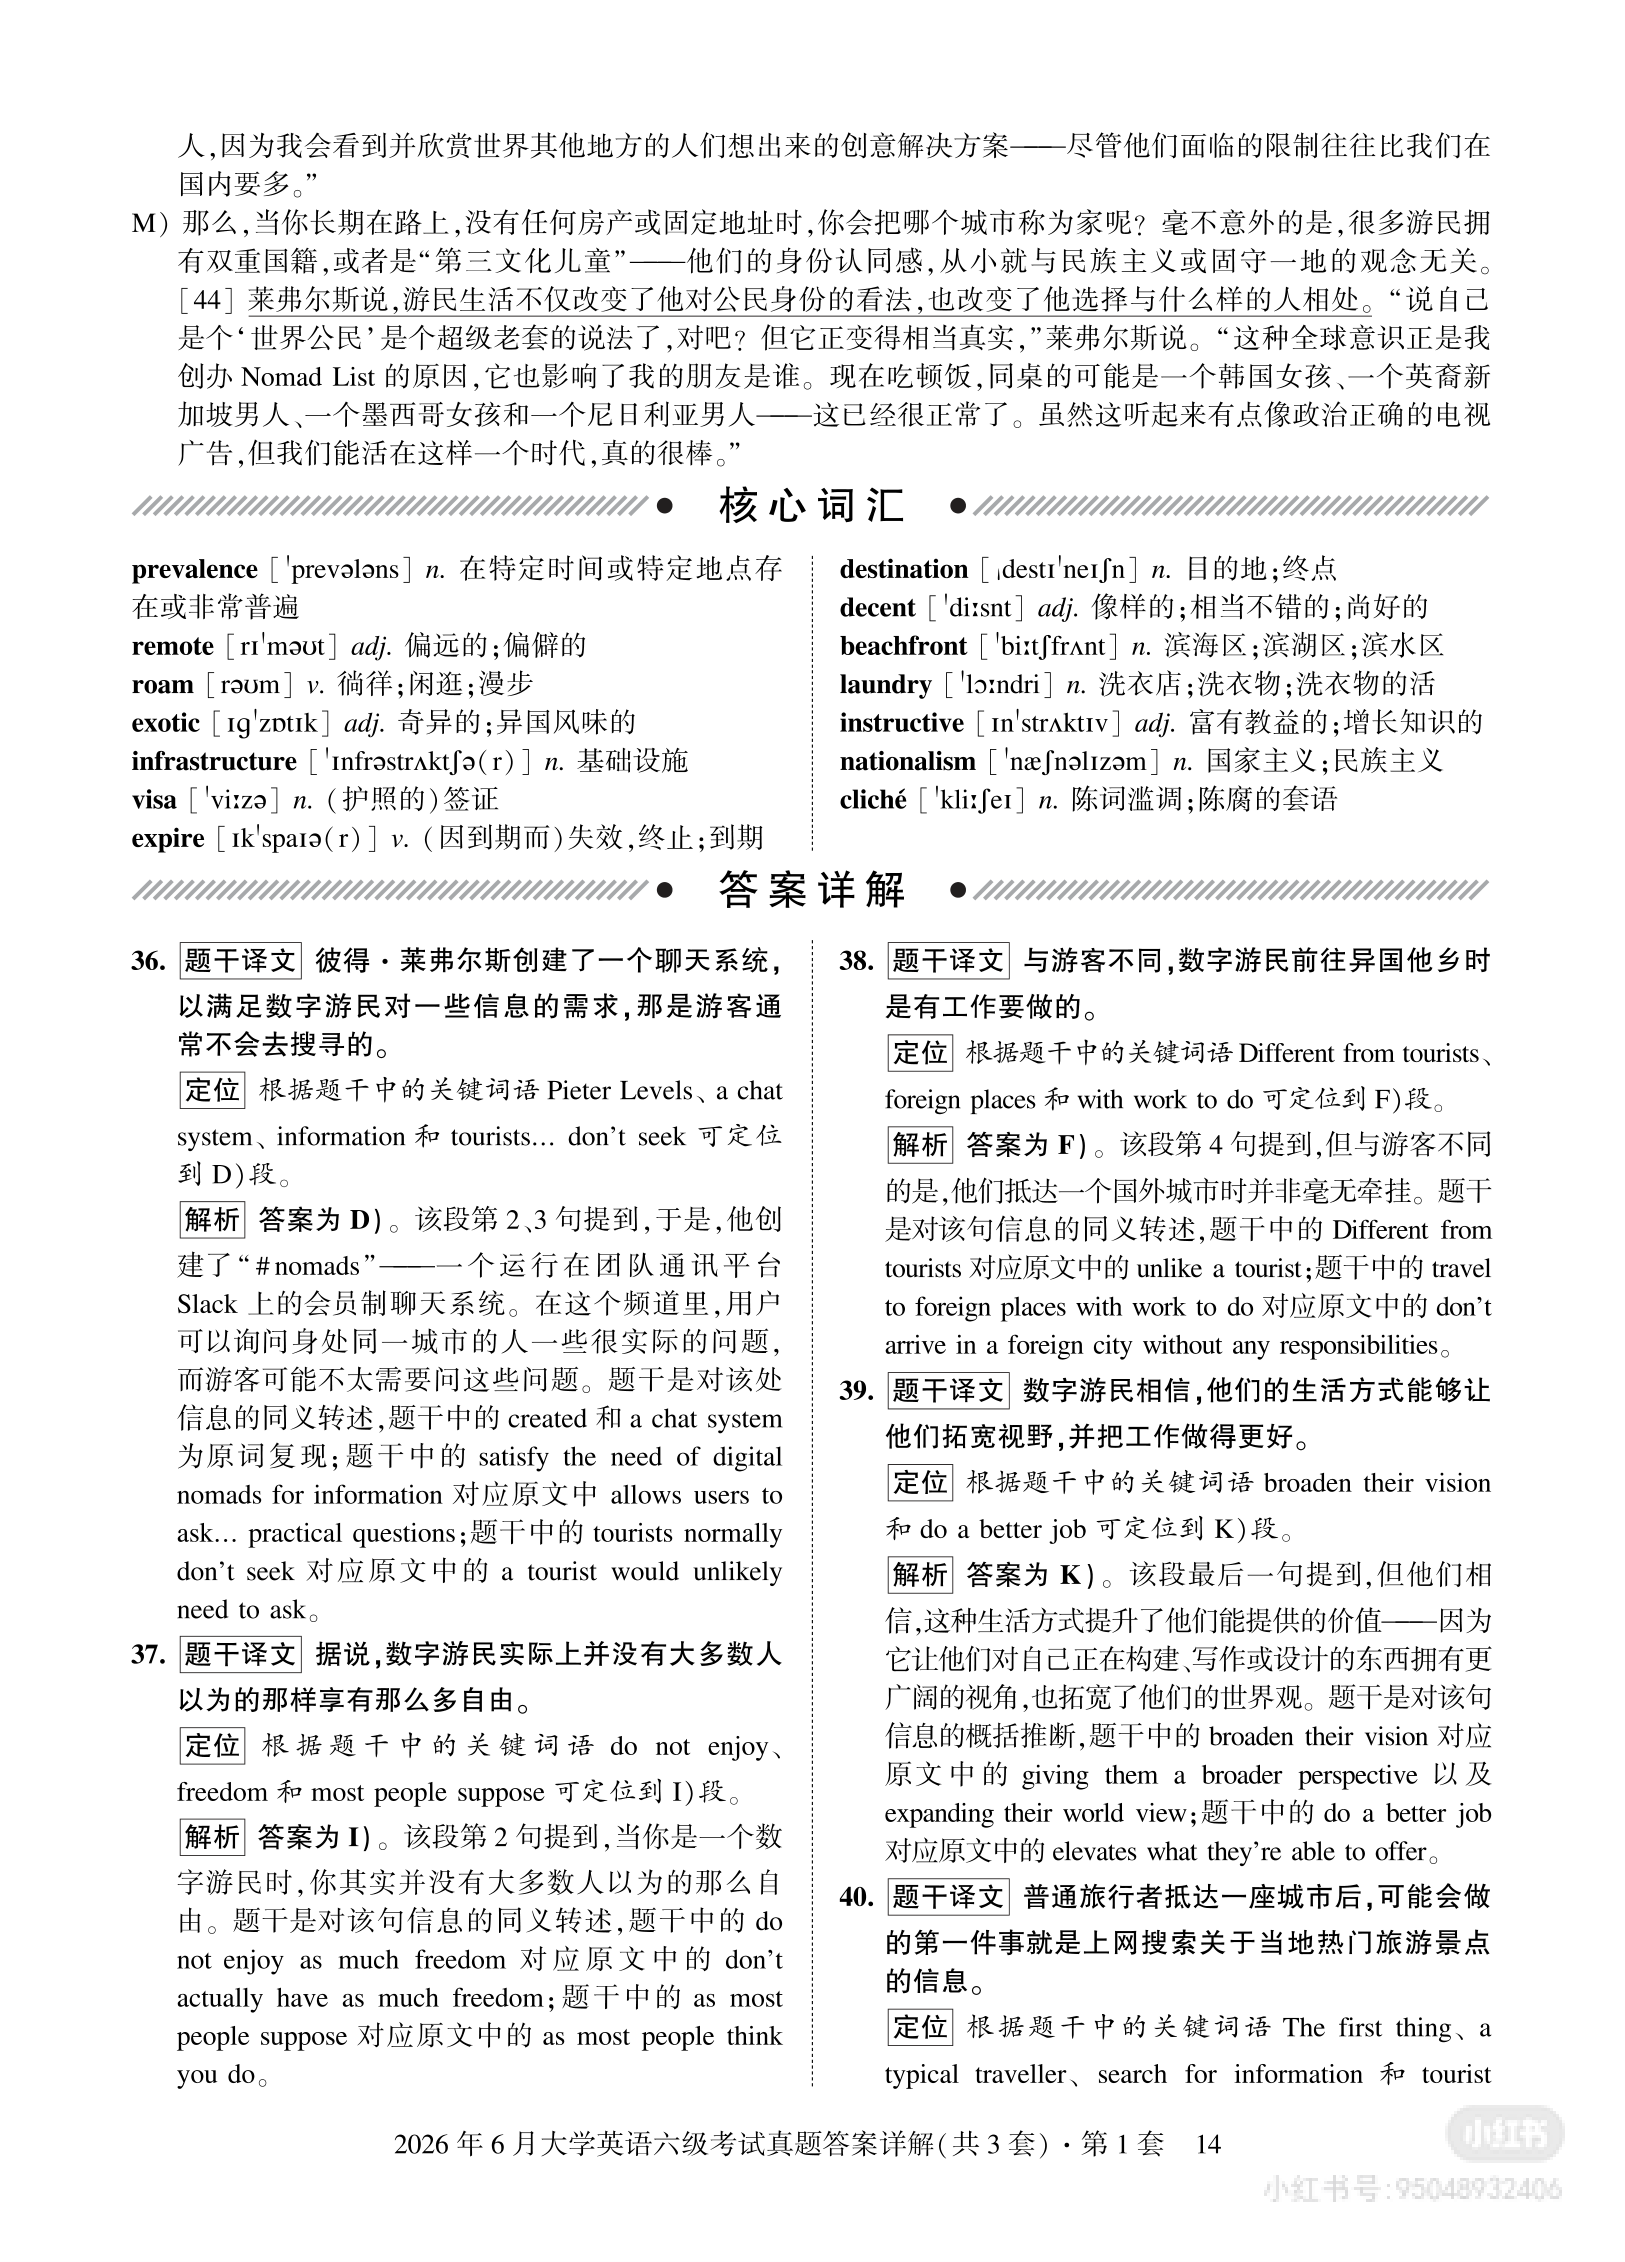 人,因为我会看到并欣赏世界其他地方的人们想出来的创意解决方案——尽管他们面临的限制往往比我们在
国内要多。”
M) 那么,当你长期在路上,没有任何房产或固定地址时,你会把哪个城市称为家呢? 毫不意外的是,很多游民拥
有双重国籍,或者是“第三文化儿童”——他们的身份认同感,从小就与民族主义或固守一地的观念无关。
[44] 莱弗尔斯说,游民生活不仅改变了他对公民身份的看法,也改变了他选择与什么样的人相处。“说自己
是个‘世界公民’是个超级老套的说法了,对吧? 但它正变得相当真实,”莱弗尔斯说。“这种全球意识正是我
创办 Nomad List 的原因,它也影响了我的朋友是谁。现在吃顿饭,同桌的可能是一个韩国女孩、一个英裔新
加坡男人、一个墨西哥女孩和一个尼日利亚男人——这已经很正常了。虽然这听起来有点像政治正确的电视
广告,但我们能活在这样一个时代,真的很棒。”
核心词汇
prevalence [ˈprevələns] n. 在特定时间或特定地点存
在或非常普遍
remote [rɪˈməʊt] adj. 偏远的;偏僻的
roam [rəʊm] v. 徜徉;闲逛;漫步
exotic [ɪɡˈzɒtɪk] adj. 奇异的;异国风味的
infrastructure [ˈɪnfrəstrʌktʃə(r)] n. 基础设施
visa [ˈviːzə] n. (护照的)签证
expire [ɪkˈspaɪə(r)] v. (因到期而)失效,终止;到期
destination [ˌdestɪˈneɪʃn] n. 目的地;终点
decent [ˈdiːsnt] adj. 像样的;相当不错的;尚好的
beachfront [ˈbiːtʃfrʌnt] n. 滨海区;滨湖区;滨水区
laundry [ˈlɔːndri] n. 洗衣店;洗衣物;洗衣物的活
instructive [ɪnˈstrʌktɪv] adj. 富有教益的;增长知识的
nationalism [ˈnæʃnəlɪzəm] n. 国家主义;民族主义
cliché [ˈkliːʃeɪ] n. 陈词滥调;陈腐的套语
答案详解
36. 题干译文 彼得·莱弗尔斯创建了一个聊天系统,
以满足数字游民对一些信息的需求,那是游客通
常不会去搜寻的。
定位 根据题干中的关键词语 Pieter Levels、a chat
system、information 和 tourists… don’t seek 可定位
到 D)段。
解析 答案为 D)。该段第 2、3 句提到,于是,他创
建了“#nomads”——一个运行在团队通讯平台
Slack 上的会员制聊天系统。在这个频道里,用户
可以询问身处同一城市的人一些很实际的问题,
而游客可能不太需要问这些问题。题干是对该处
信息的同义转述,题干中的 created 和 a chat system
为原词复现;题干中的 satisfy the need of digital
nomads for information 对应原文中 allows users to
ask… practical questions;题干中的 tourists normally
don’t seek 对应原文中的 a tourist would unlikely
need to ask。
37. 题干译文 据说,数字游民实际上并没有大多数人
以为的那样享有那么多自由。
定位 根据题干中的关键词语 do not enjoy、
freedom 和 most people suppose 可定位到 I)段。
解析 答案为 I)。该段第 2 句提到,当你是一个数
字游民时,你其实并没有大多数人以为的那么自
由。题干是对该句信息的同义转述,题干中的 do
not enjoy as much freedom 对应原文中的 don’t
actually have as much freedom;题干中的 as most
people suppose 对应原文中的 as most people think
you do。
38. 题干译文 与游客不同,数字游民前往异国他乡时
是有工作要做的。
定位 根据题干中的关键词语 Different from tourists、
foreign places 和 with work to do 可定位到 F)段。
解析 答案为 F)。该段第 4 句提到,但与游客不同
的是,他们抵达一个国外城市时并非毫无牵挂。题干
是对该句信息的同义转述,题干中的 Different from
tourists 对应原文中的 unlike a tourist;题干中的 travel
to foreign places with work to do 对应原文中的 don’t
arrive in a foreign city without any responsibilities。
39. 题干译文 数字游民相信,他们的生活方式能够让
他们拓宽视野,并把工作做得更好。
定位 根据题干中的关键词语 broaden their vision
和 do a better job 可定位到 K)段。
解析 答案为 K)。该段最后一句提到,但他们相
信,这种生活方式提升了他们能提供的价值——因为
它让他们对自己正在构建、写作或设计的东西拥有更
广阔的视角,也拓宽了他们的世界观。题干是对该句
信息的概括推断,题干中的 broaden their vision 对应
原文中的 giving them a broader perspective 以及
expanding their world view;题干中的 do a better job
对应原文中的 elevates what they’re able to offer。
40. 题干译文 普通旅行者抵达一座城市后,可能会做
的第一件事就是上网搜索关于当地热门旅游景点
的信息。
定位 根据题干中的关键词语 The first thing、a
typical traveller、search for information 和 tourist
2026 年 6 月大学英语六级考试真题答案详解(共 3 套)·第 1 套 14
小红书
小红书号:95048932406